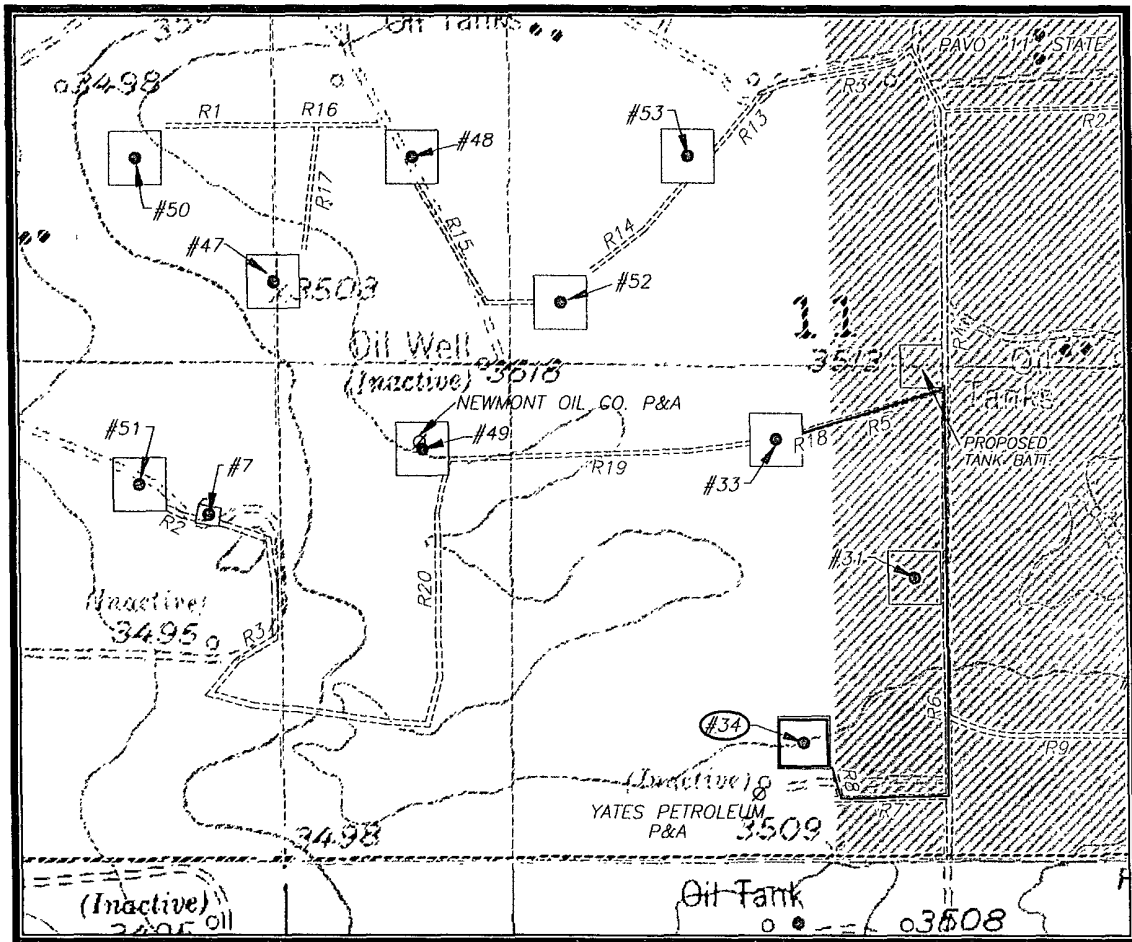 Oil Tanks
PAVO "11" STATE
3498
R1
R16
#48
#53
R13
R3
R2
#50
R17
#47
3503
R15
R14
#52
11
Oil Well
(Inactive)
3518
3513
Oil
Tanks
NEWMONT OIL CO. P&A
#49
R19
#33
R18
R5
PROPOSED
TANK BATT.
#51
#7
R2
R20
#31
(Inactive)
3495
R31
R6
#34
R9
(Inactive)
R8
R7
YATES PETROLEUM
P&A
3509
3498
(Inactive)
Oil Tank
3508